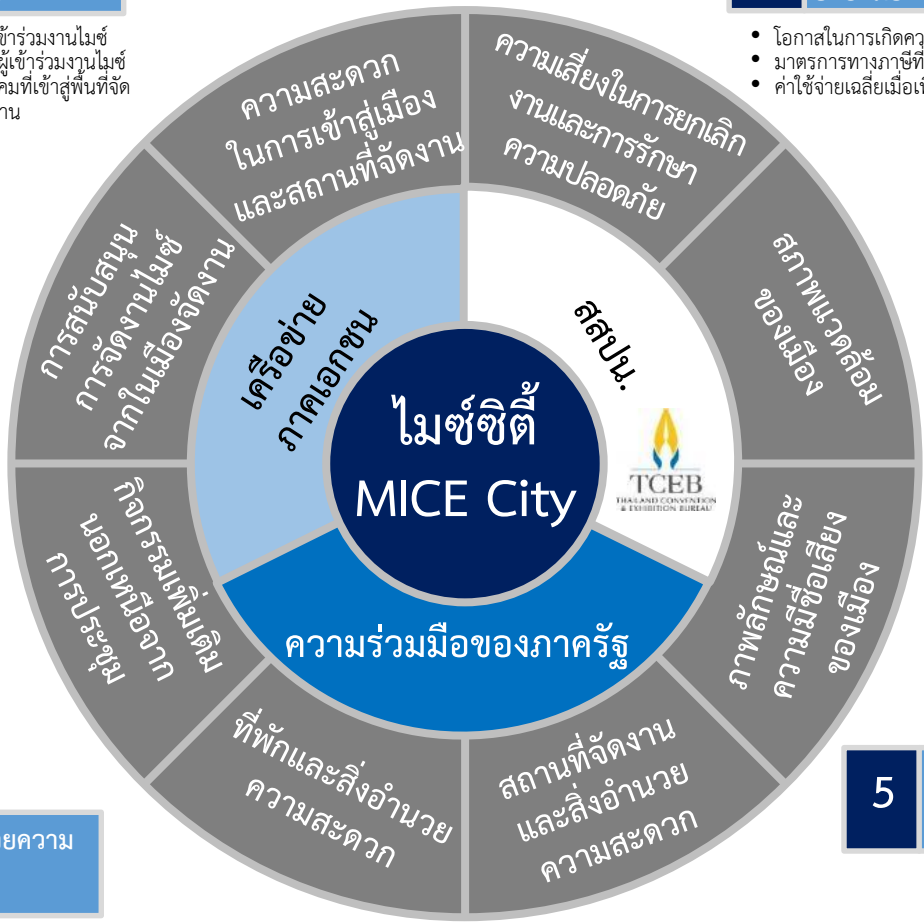 ข้าร่วมงานไมซ์
ผู้เข้าร่วมงานไมซ์
คมที่เข้าสู่พื้นที่จัด
งาน
โอกาสในการเกิดคว
มาตรการทางภาษีที่
ค่าใช้จ่ายเฉลี่ยเมื่อเ
ความสะดวก
ในการเข้าสู่เมือง
และสถานที่จัดงาน
ความเสี่ยงในการยกเลิก
งานและการรักษา
ความปลอดภัย
การสนับสนุน
การจัดงานไมซ์
จากในเมืองจัดงาน
สภาพแวดล้อม
ของเมือง
เครือข่าย
ภาคเอกชน
สสปน.
ไมซ์ซิตี้
MICE City
TCEB
THAILAND CONVENTION
& EXHIBITION BUREAU
กิจกรรมเพิ่มเติม
นอกเหนือจาก
การประชุม
ภาพลักษณ์และ
ความมีชื่อเสียง
ของเมือง
ความร่วมมือของภาครัฐ
ที่พักและสิ่งอำนวย
ความสะดวก
สถานที่จัดงาน
และสิ่งอำนวย
ความสะดวก
5
ยความ